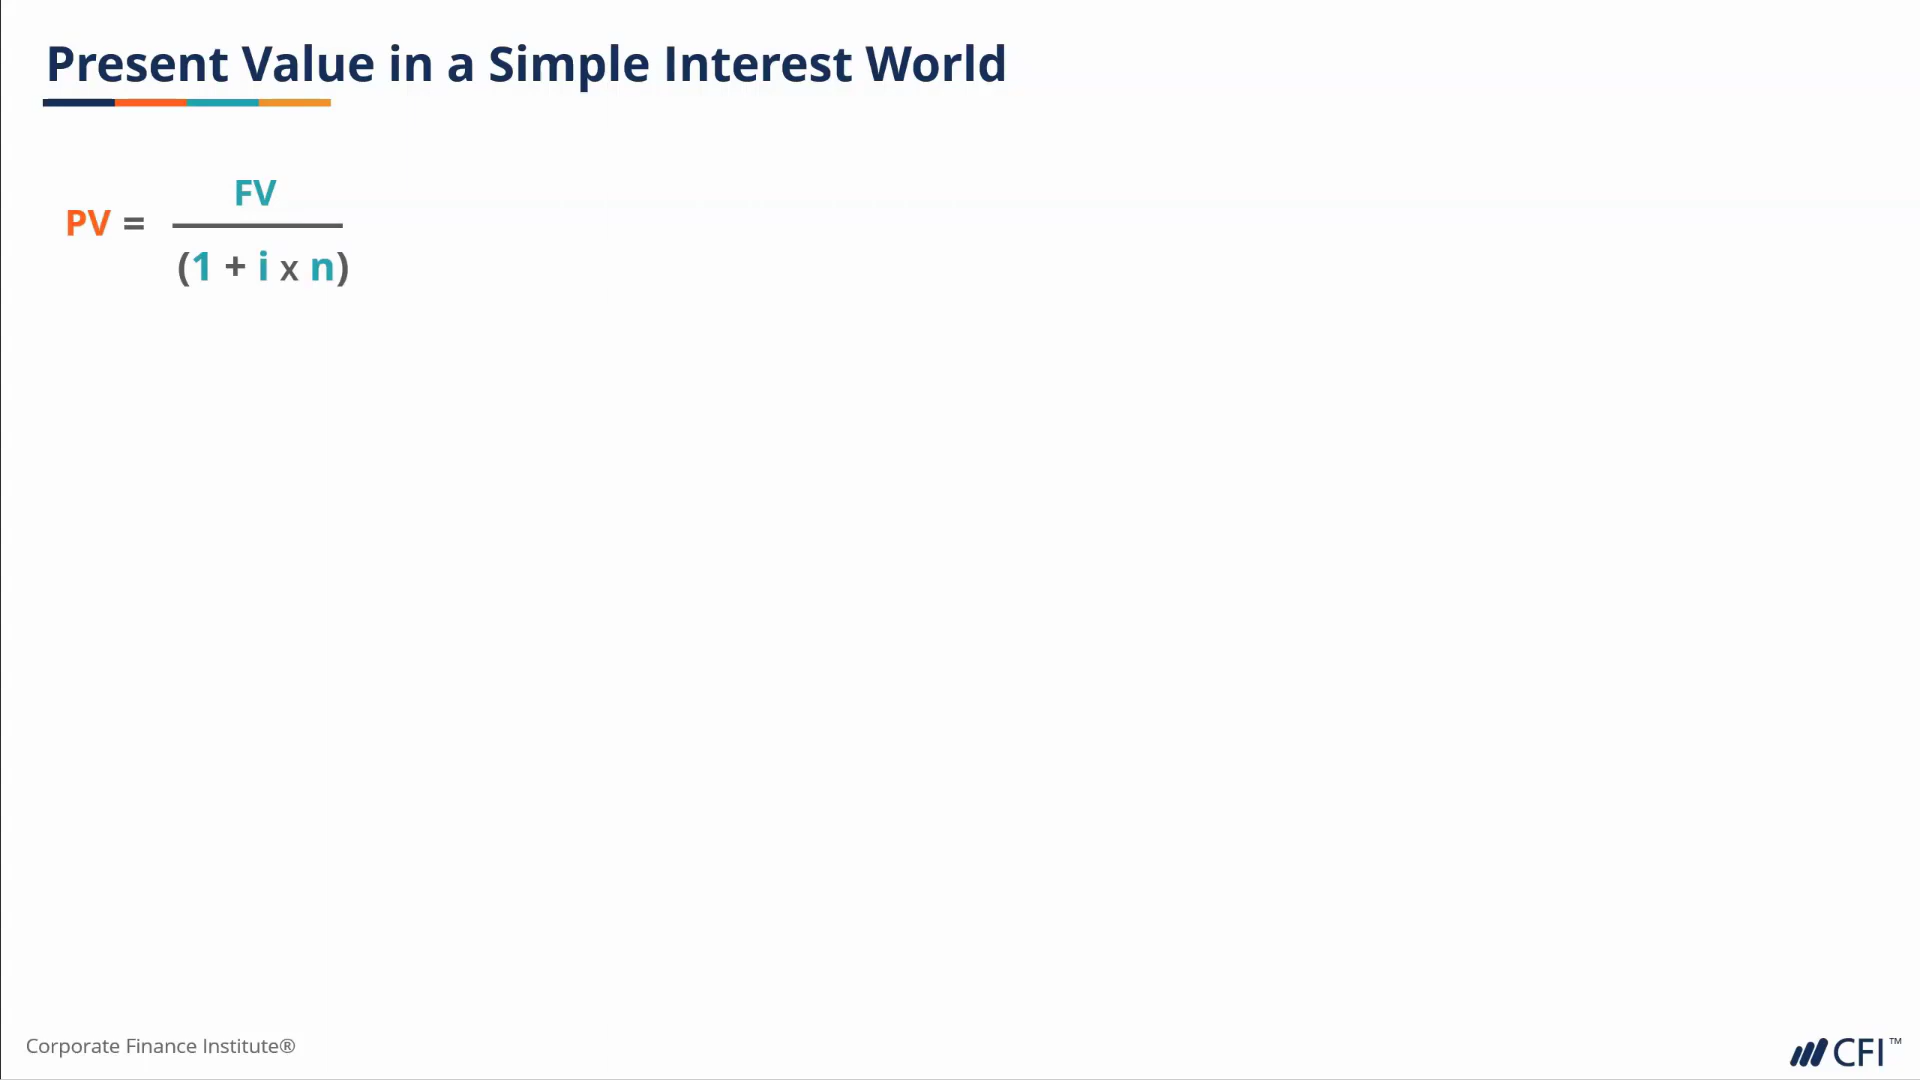 Present Value in a Simple Interest World
FV
PV =
(1 + i x n)
Corporate Finance Institute®
CFI™